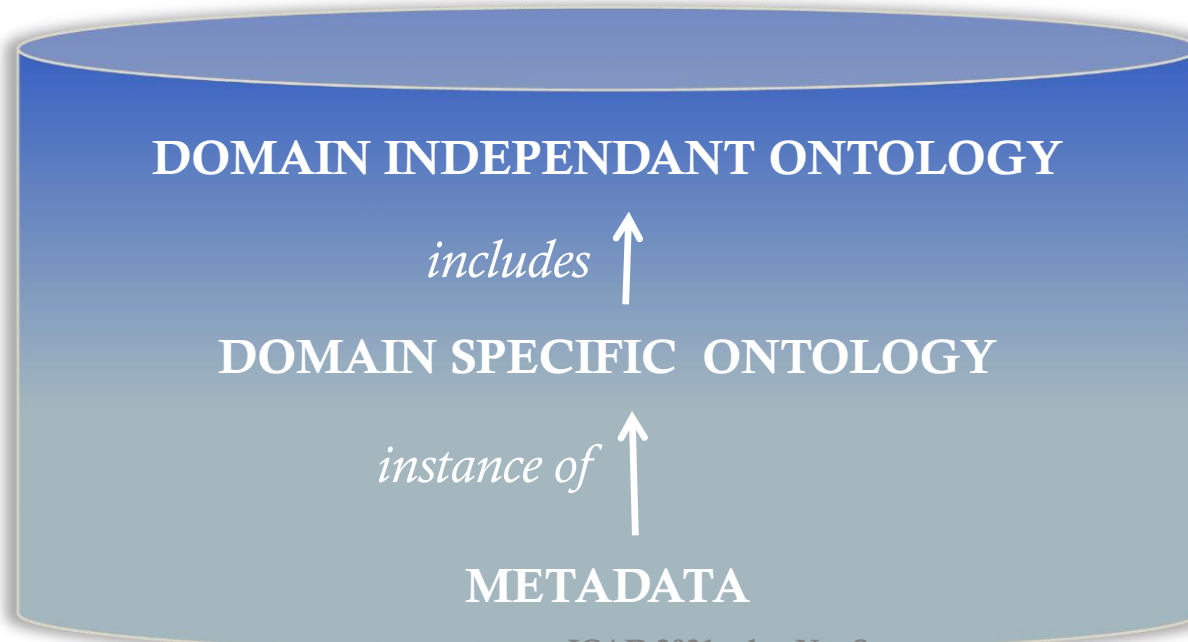 DOMAIN INDEPENDANT ONTOLOGY
includes
DOMAIN SPECIFIC ONTOLOGY
instance of
METADATA